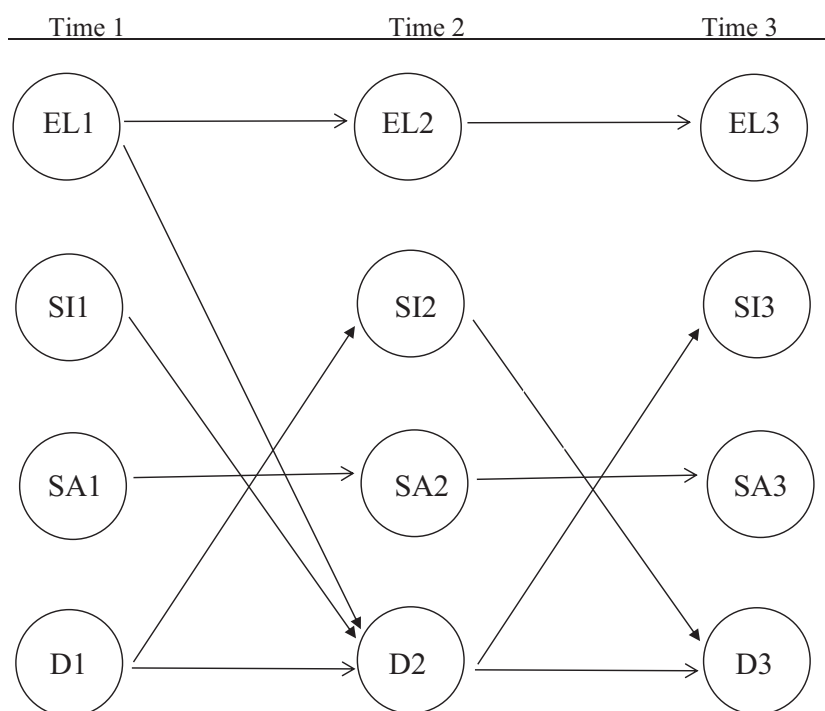 Time 1 Time 2 Time 3
EL1 EL2 EL3
SI1 SI2 SI3
SA1 SA2 SA3
D1 D2 D3